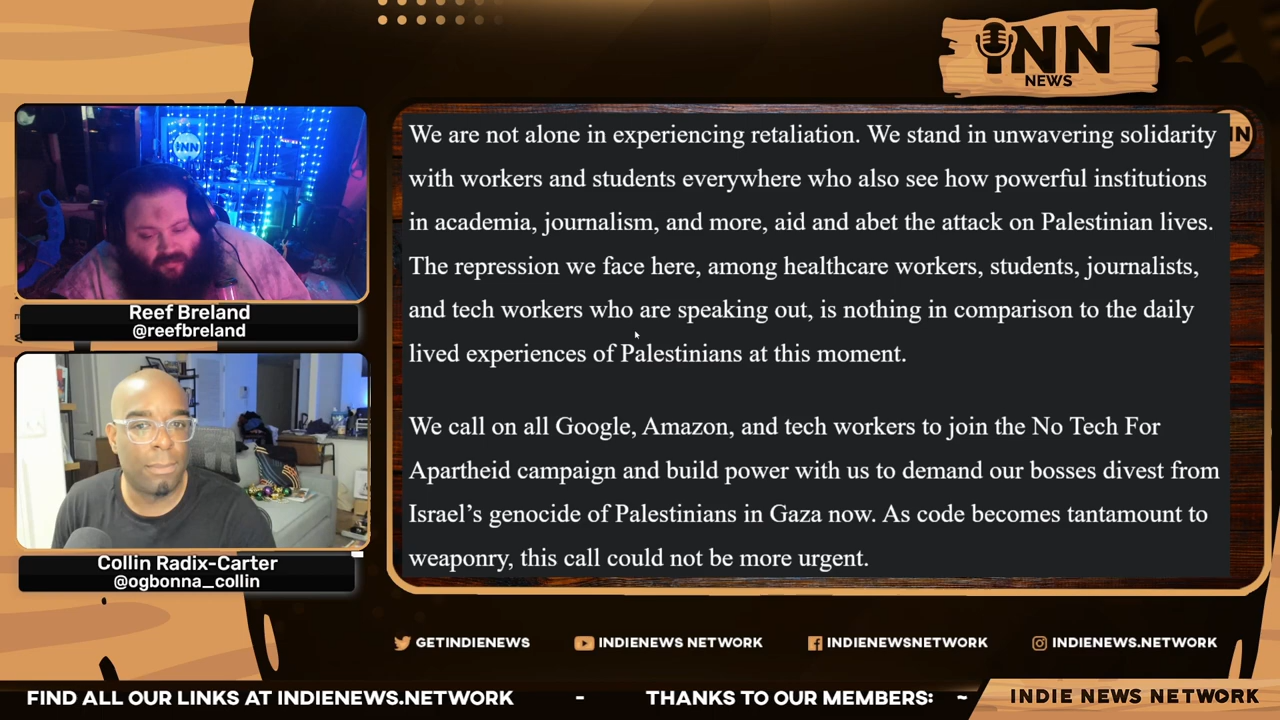 INN
NEWS
We are not alone in experiencing retaliation. We stand in unwavering solidarity
with workers and students everywhere who also see how powerful institutions
in academia, journalism, and more, aid and abet the attack on Palestinian lives.
The repression we face here, among healthcare workers, students, journalists,
and tech workers who are speaking out, is nothing in comparison to the daily
lived experiences of Palestinians at this moment.
We call on all Google, Amazon, and tech workers to join the No Tech For
Apartheid campaign and build power with us to demand our bosses divest from
Israel’s genocide of Palestinians in Gaza now. As code becomes tantamount to
weaponry, this call could not be more urgent.
INN
Reef Breland
@reefbreland
Collin Radix-Carter
@ogbonna_collin
GETINDIENEWS
INDIENEWS NETWORK
INDIENEWSNETWORK
INDIENEWS.NETWORK
FIND ALL OUR LINKS AT INDIENEWS.NETWORK - THANKS TO OUR MEMBERS: ~
INDIE NEWS NETWORK